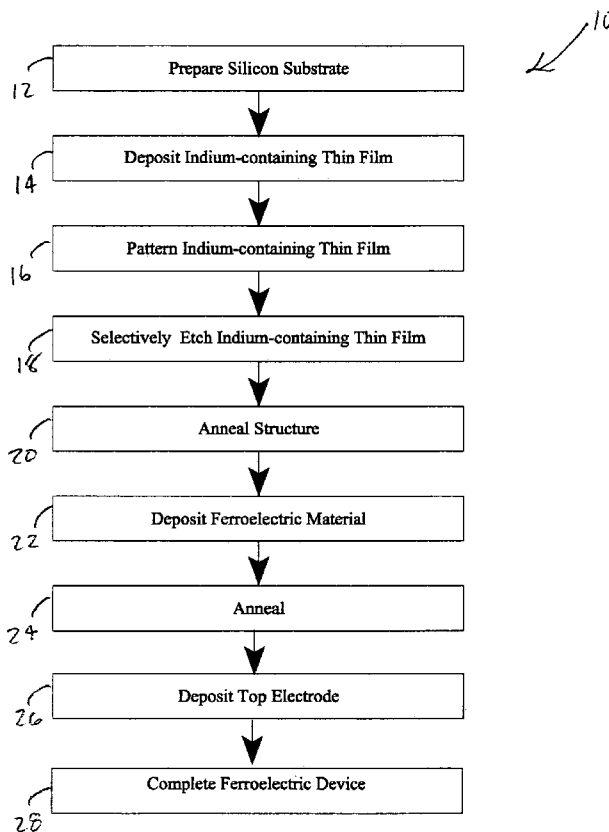 10
Prepare Silicon Substrate
12
Deposit Indium-containing Thin Film
14
Pattern Indium-containing Thin Film
16
Selectively Etch Indium-containing Thin Film
18
Anneal Structure
20
Deposit Ferroelectric Material
22
Anneal
24
Deposit Top Electrode
26
Complete Ferroelectric Device
28